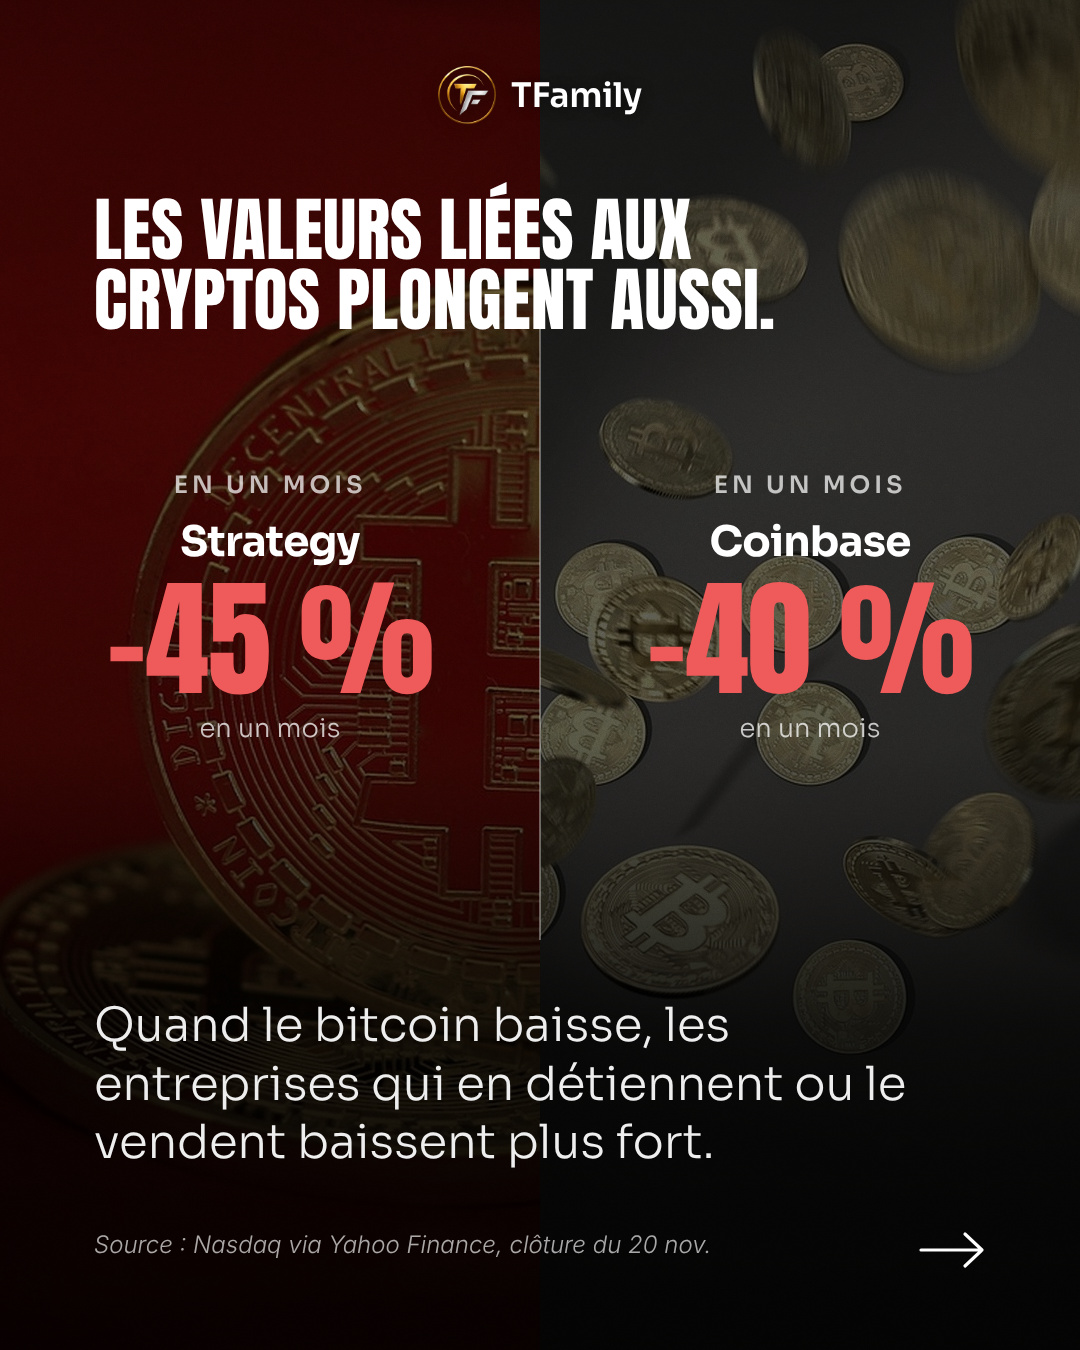 TFamily
LES VALEURS LIÉES AUX
CRYPTOS PLONGENT AUSSI.
EN UN MOIS
Strategy
-45 %
en un mois
EN UN MOIS
Coinbase
-40 %
en un mois
Quand le bitcoin baisse, les
entreprises qui en détiennent ou le
vendent baissent plus fort.
Source : Nasdaq via Yahoo Finance, clôture du 20 nov.